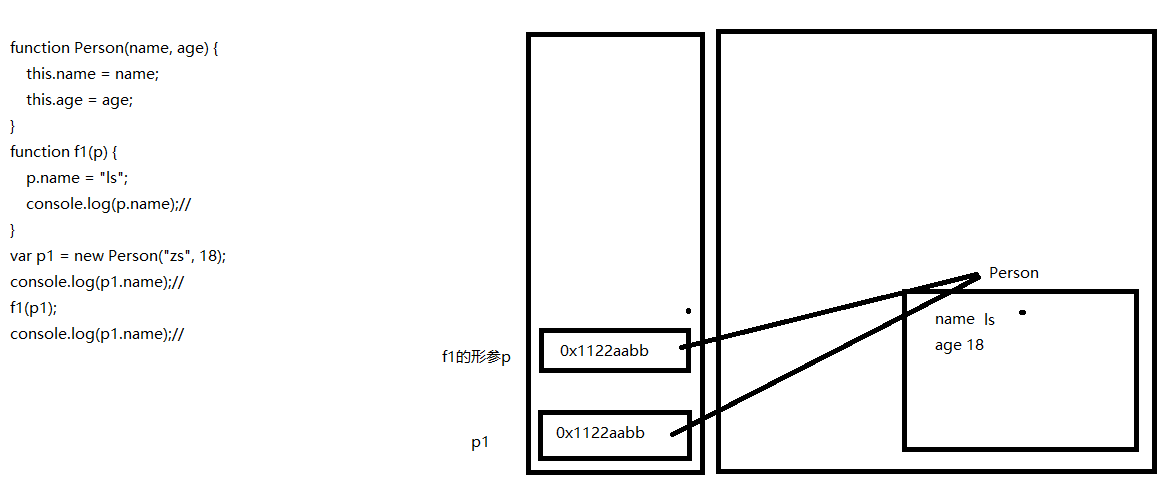 function Person(name, age) {
    this.name = name;
    this.age = age;
}
function f1(p) {
    p.name = "ls";
    console.log(p.name);//
}
var p1 = new Person("zs", 18);
console.log(p1.name);//
f1(p1);
console.log(p1.name);//
f1的形参p
0x1122aabb
p1
0x1122aabb
Person
name ls
age 18